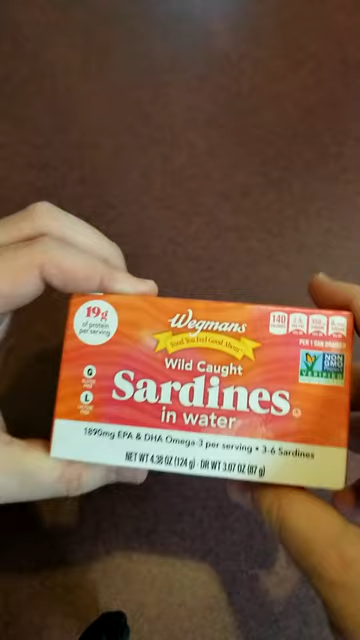 19g
of protein
per serving
Wegmans
Food You Feel Good About
140
PER 1 CAN DRAINED
NON
GMO
VERIFIED
G
L
Wild Caught
Sardines
in water
1890mg EPA & DHA Omega-3 per serving • 3-6 Sardines
NET WT 4.38 OZ (124 g) · DR WT 3.07 OZ (87 g)